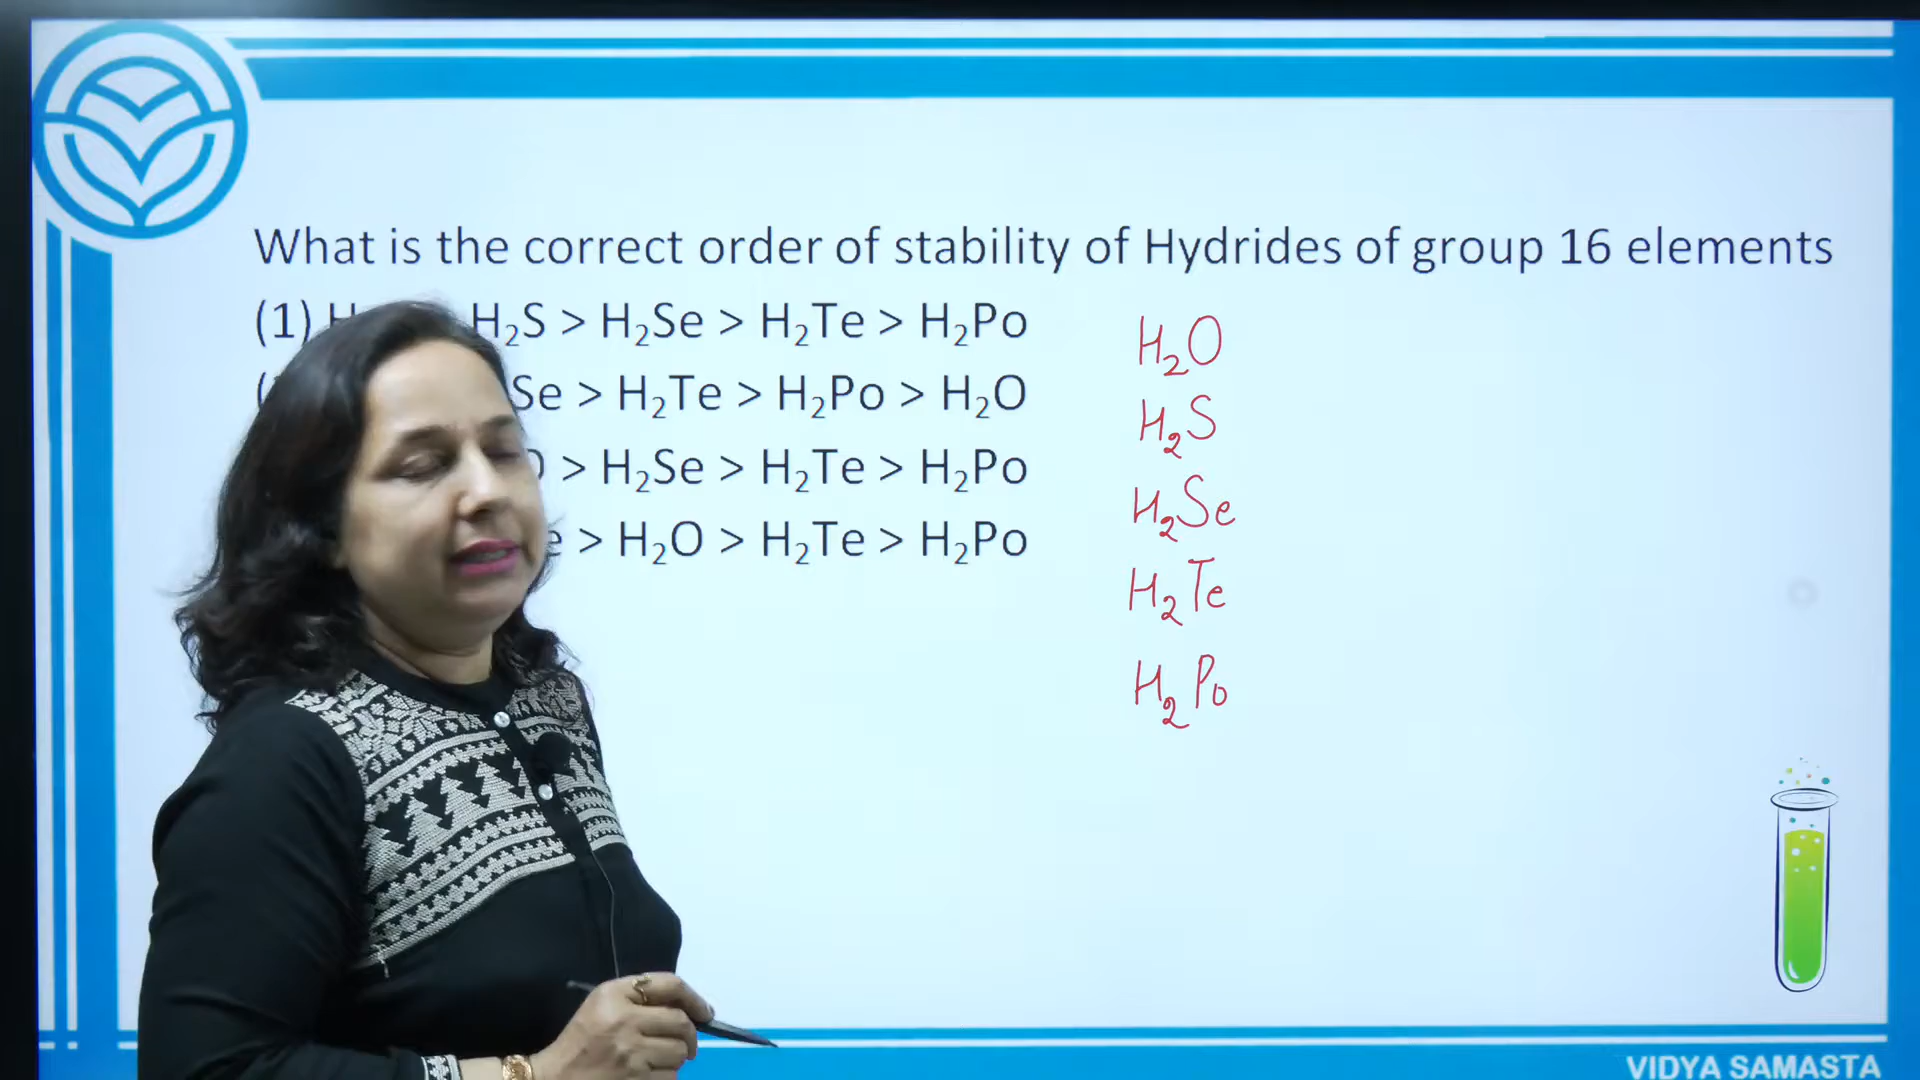 What is the correct order of stability of Hydrides of group 16 elements
(1) H₂S > H₂Se > H₂Te > H₂Po
Se > H₂Te > H₂Po > H₂O
> H₂Se > H₂Te > H₂Po
> H₂O > H₂Te > H₂Po
H₂O
H₂S
H₂Se
H₂Te
H₂Po
VIDYA SAMASTA